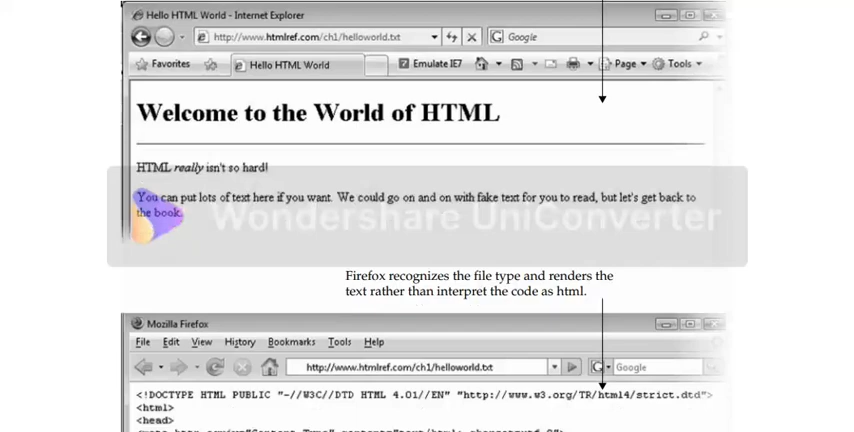 Hello HTML World - Internet Explorer
http://www.htmlref.com/ch1/helloworld.txt
Google
Favorites
Hello HTML World
Emulate IE7
Page
Tools
Welcome to the World of HTML
HTML really isn't so hard!
You can put lots of text here if you want. We could go on and on with fake text for you to read, but let's get back to
the book.
Wondershare UniConverter
Firefox recognizes the file type and renders the
text rather than interpret the code as html.
Mozilla Firefox
File Edit View History Bookmarks Tools Help
http://www.htmlref.com/ch1/helloworld.txt
Google
<!DOCTYPE HTML PUBLIC "-//W3C//DTD HTML 4.01//EN" "http://www.w3.org/TR/html4/strict.dtd">
<html>
<head>